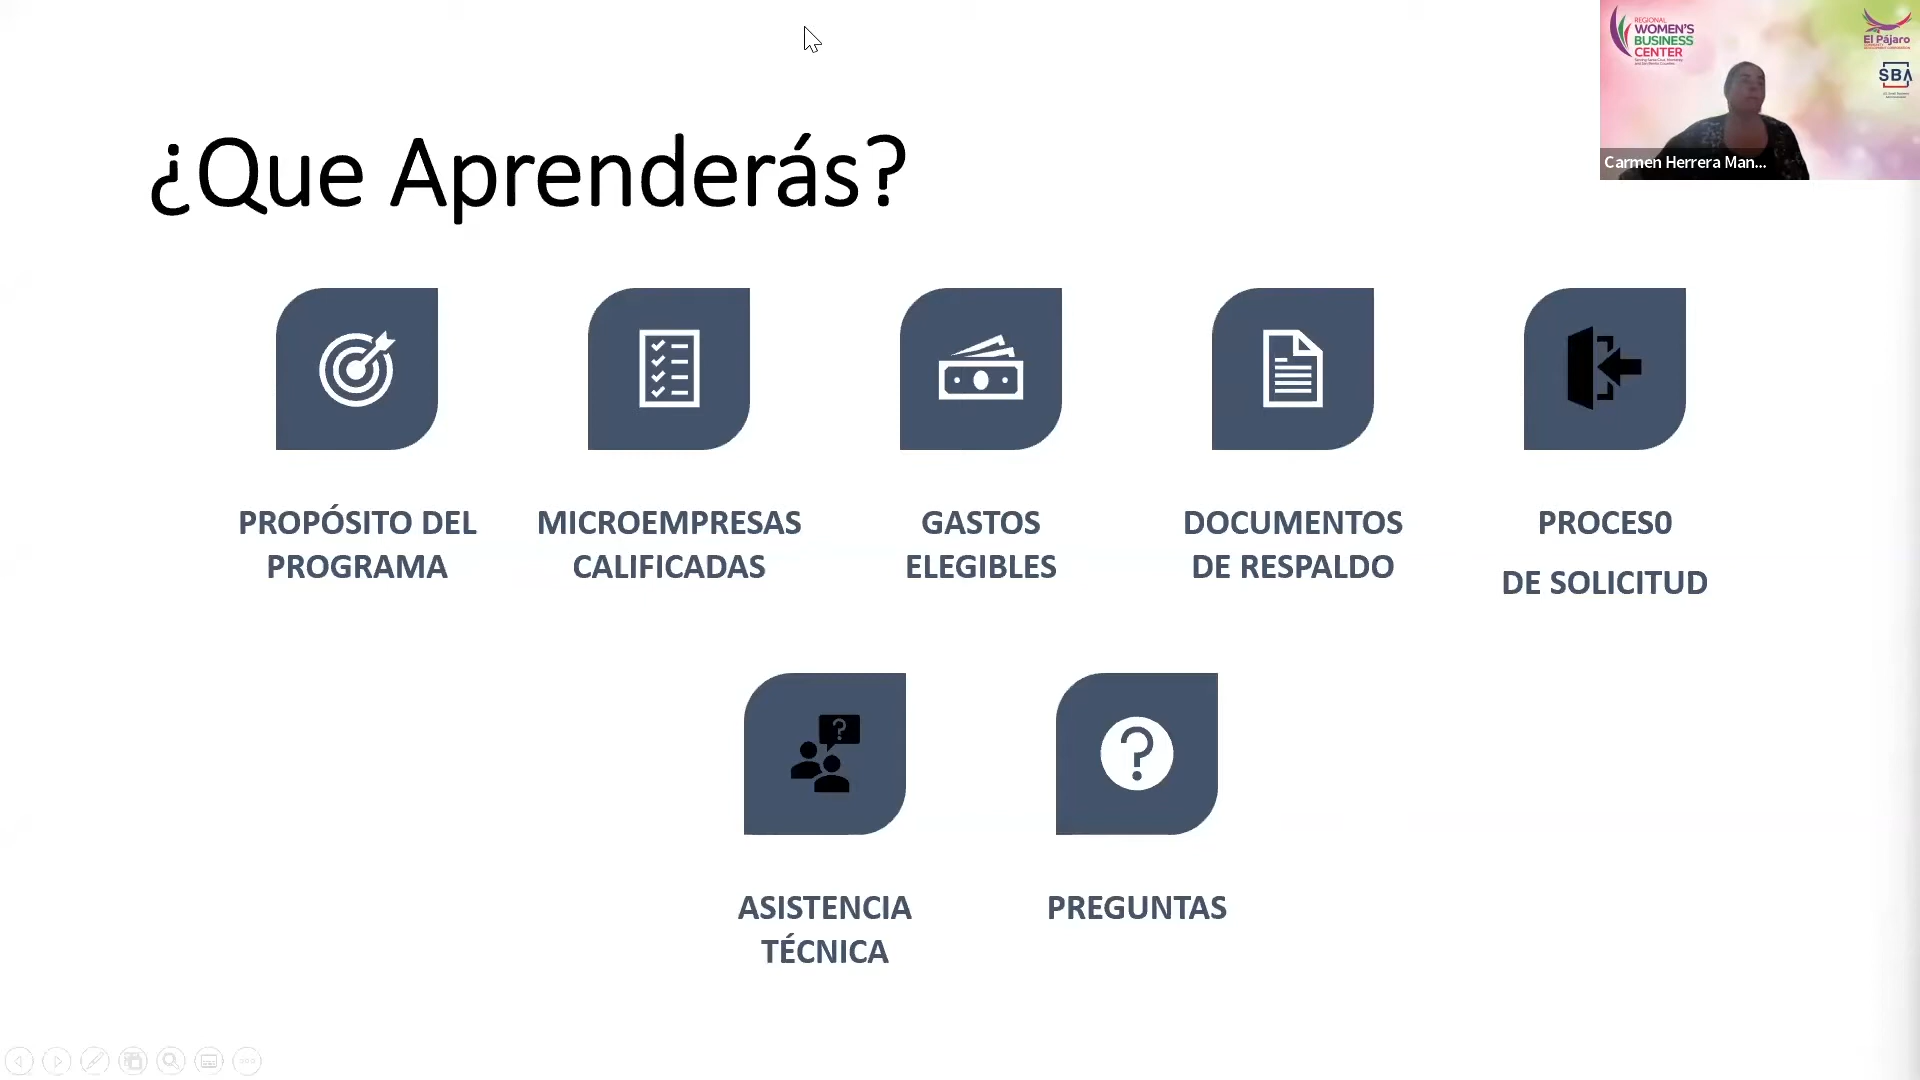 ¿Que Aprenderás?
REGIONAL
WOMEN'S
BUSINESS
CENTER
El Pájaro
SBA
Carmen Herrera Man...
PROPÓSITO DEL
PROGRAMA
MICROEMPRESAS
CALIFICADAS
GASTOS
ELEGIBLES
DOCUMENTOS
DE RESPALDO
PROCES0
DE SOLICITUD
?
?
ASISTENCIA
TÉCNICA
PREGUNTAS